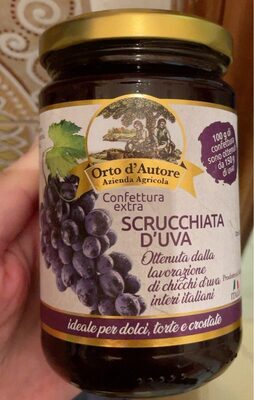 Orto d'Autore
Azienda Agricola
Confettura
extra
SCRUCCHIATA
D'UVA
Ottenuta dalla
lavorazione
di chicchi d'uva
interi italiani
ideale per dolci, torte e crostate
100 g di
confettura
sono ottenuti
da 150 g
di uva!